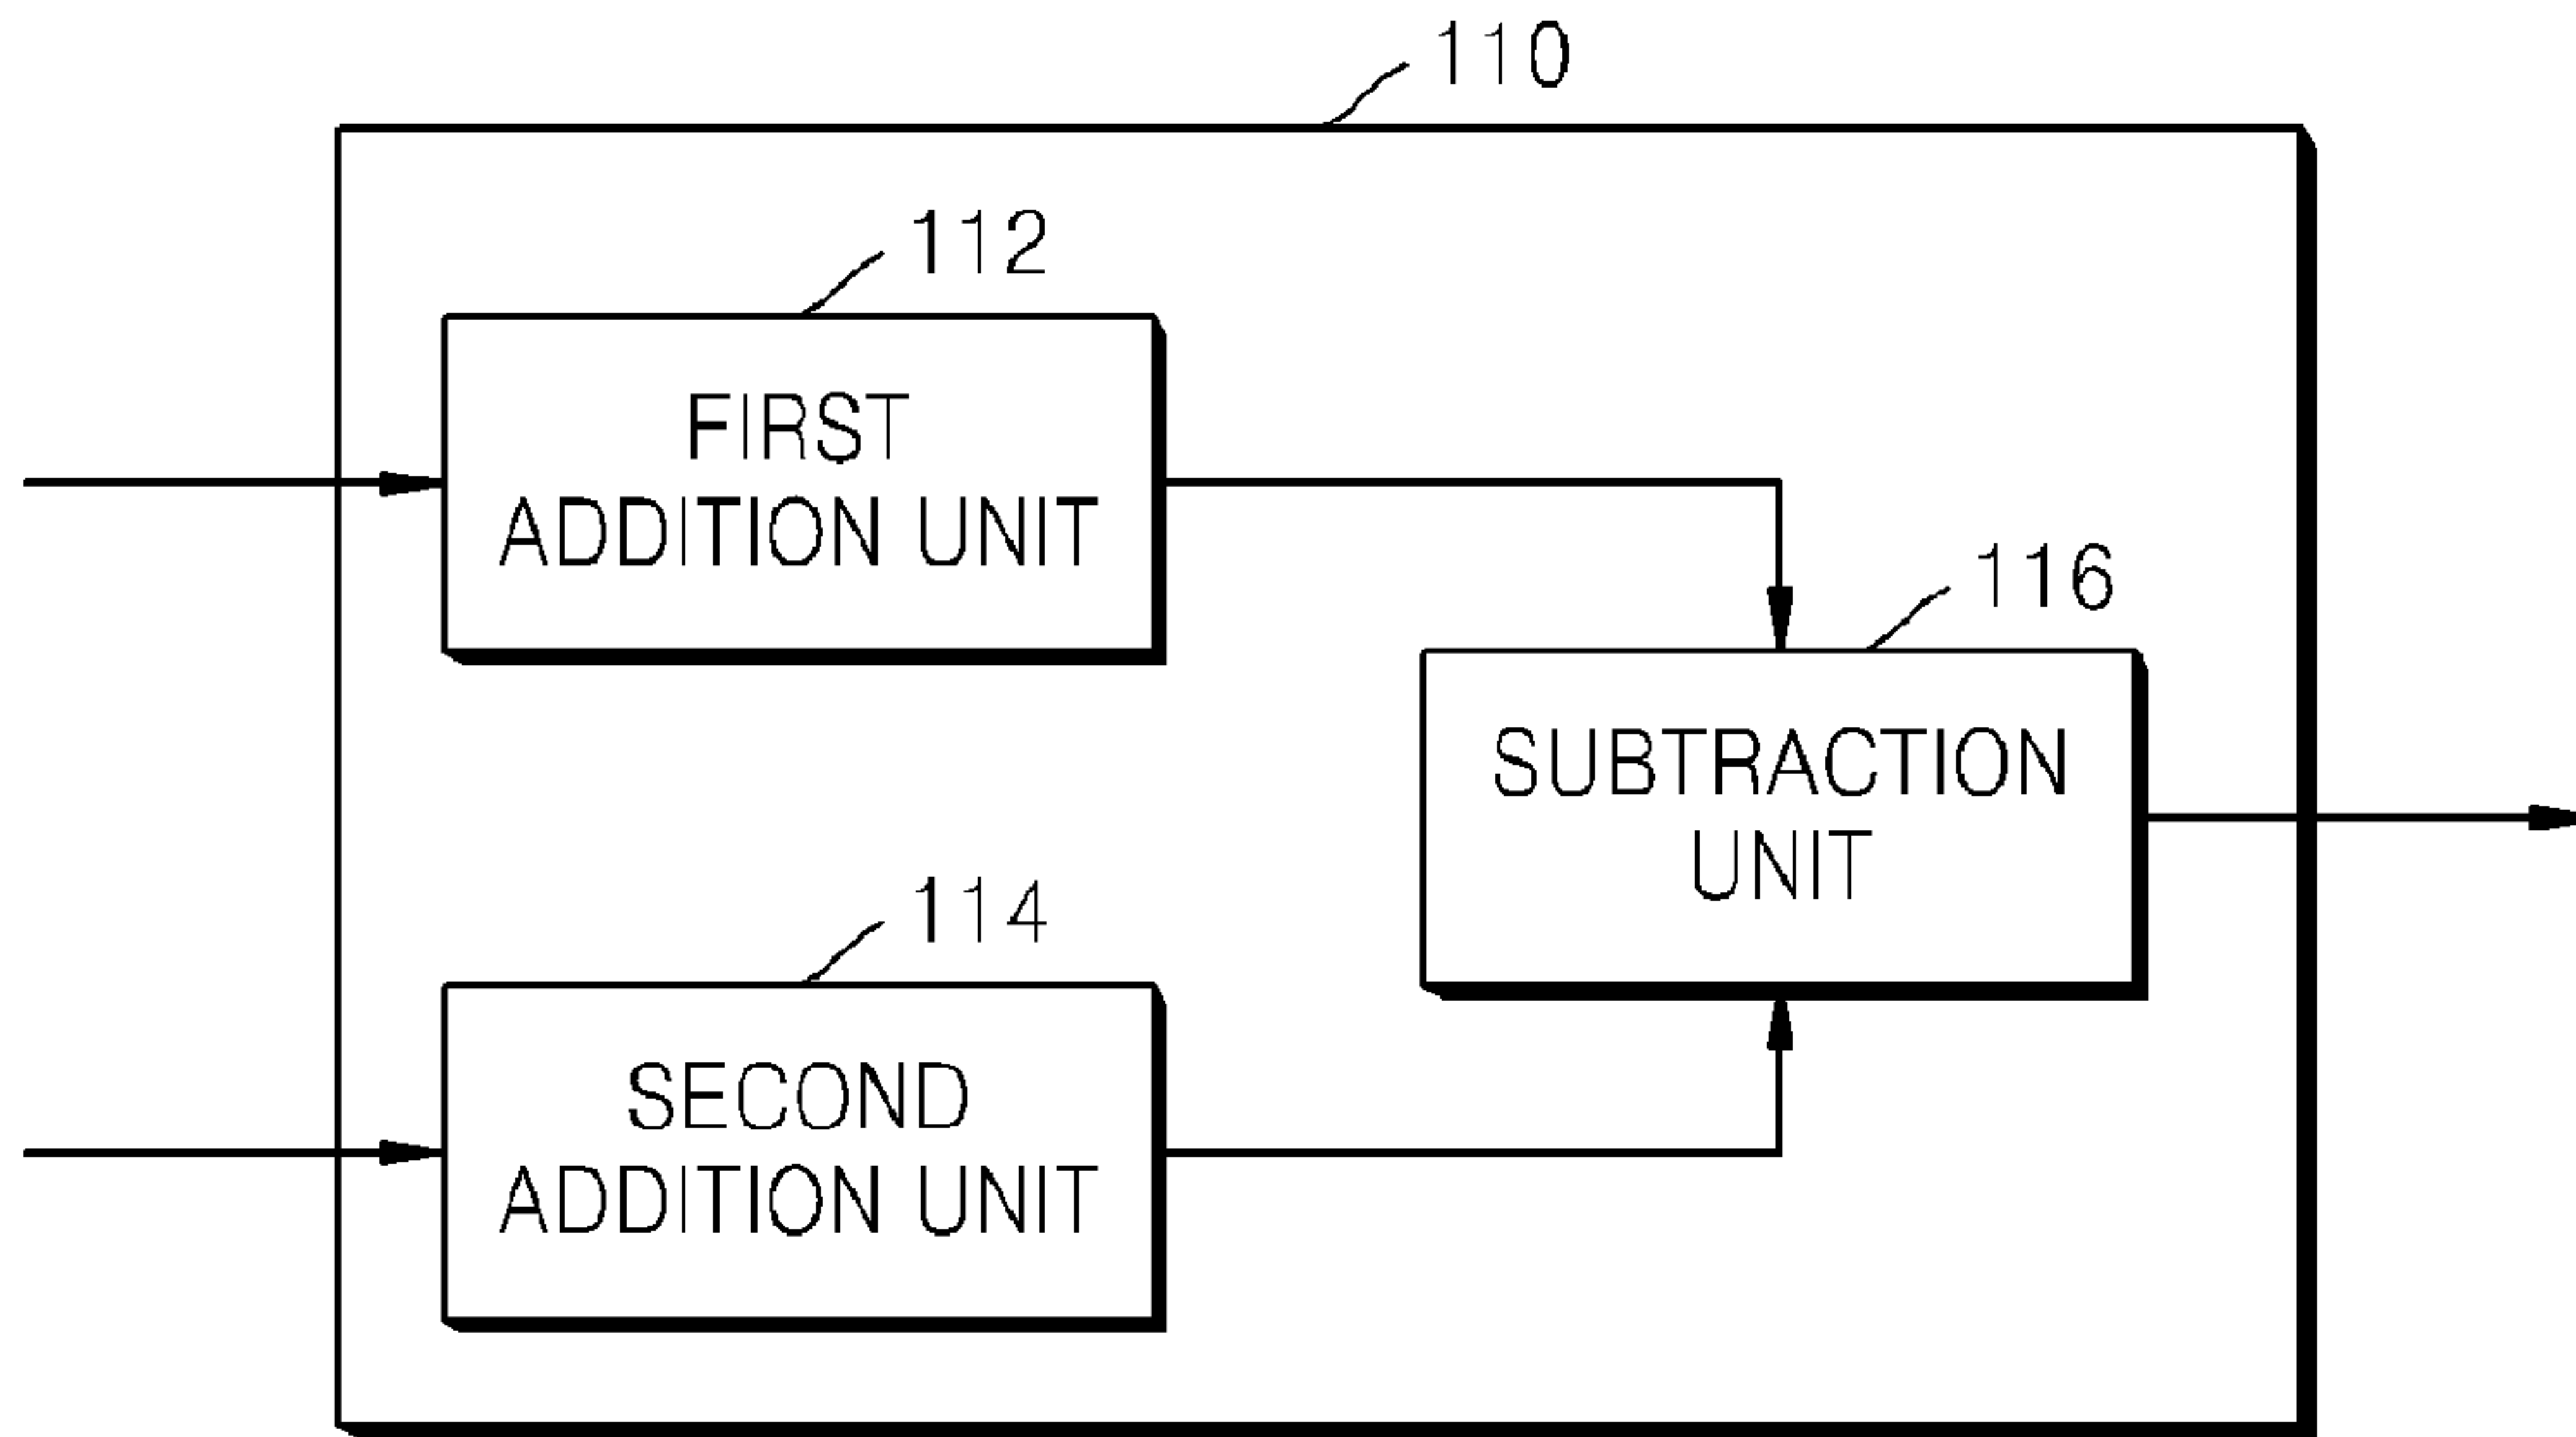 110
112
FIRST
ADDITION UNIT
116
SUBTRACTION
UNIT
114
SECOND
ADDITION UNIT